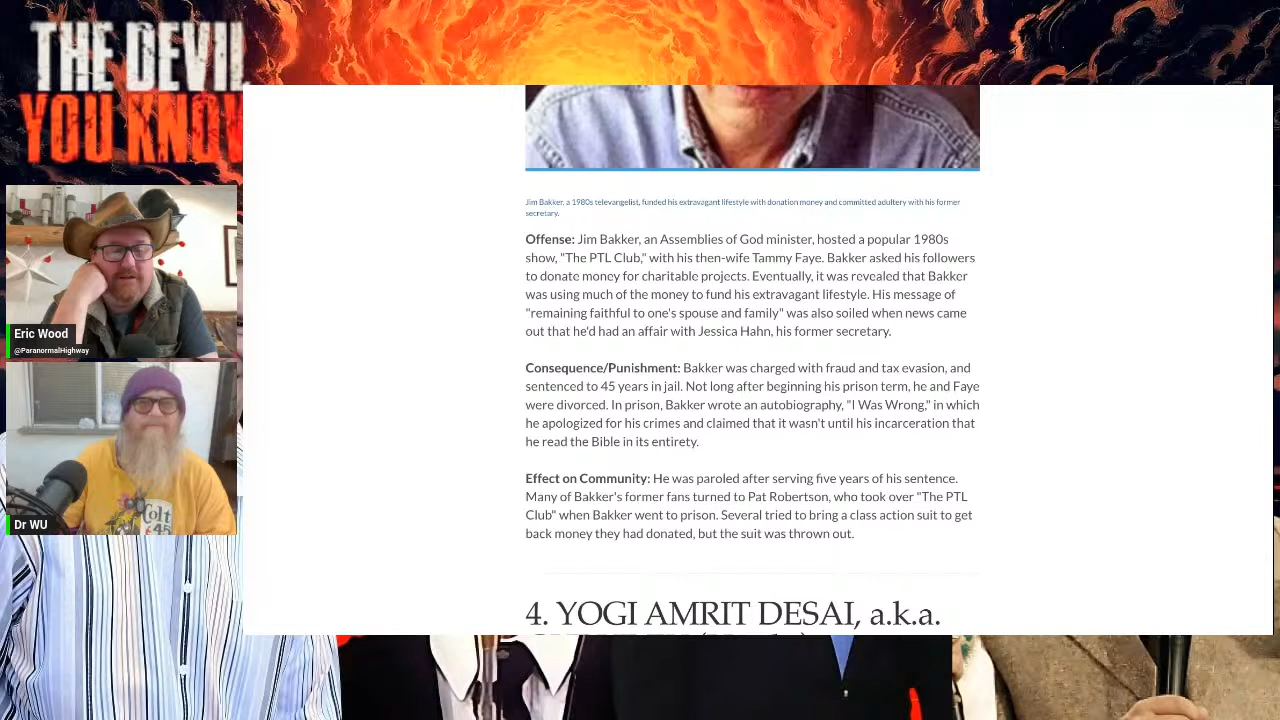 THE DEVIL
YOU KNOW
Eric Wood
@ParanormalHighway
Colt
45
Dr WU
Jim Bakker, a 1980s televangelist, funded his extravagant lifestyle with donation money and committed adultery with his former
secretary.
Offense: Jim Bakker, an Assemblies of God minister, hosted a popular 1980s
show, "The PTL Club," with his then-wife Tammy Faye. Bakker asked his followers
to donate money for charitable projects. Eventually, it was revealed that Bakker
was using much of the money to fund his extravagant lifestyle. His message of
"remaining faithful to one's spouse and family" was also soiled when news came
out that he'd had an affair with Jessica Hahn, his former secretary.
Consequence/Punishment: Bakker was charged with fraud and tax evasion, and
sentenced to 45 years in jail. Not long after beginning his prison term, he and Faye
were divorced. In prison, Bakker wrote an autobiography, "I Was Wrong," in which
he apologized for his crimes and claimed that it wasn't until his incarceration that
he read the Bible in its entirety.
Effect on Community: He was paroled after serving five years of his sentence.
Many of Bakker's former fans turned to Pat Robertson, who took over "The PTL
Club" when Bakker went to prison. Several tried to bring a class action suit to get
back money they had donated, but the suit was thrown out.
4. YOGI AMRIT DESAI, a.k.a.